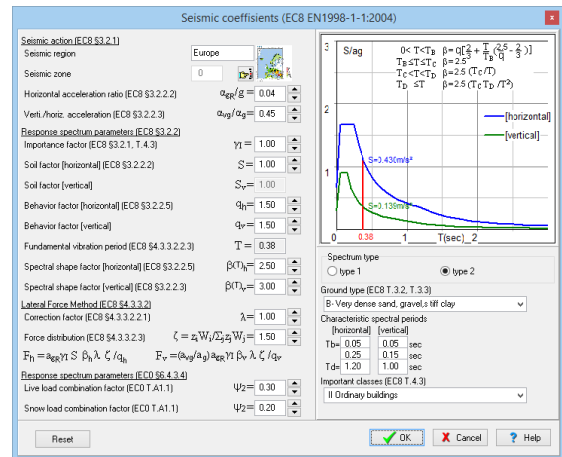 Seismic coeffisients (EC8 EN1998-1-1:2004)
Seismic action (EC8 §3.2.1)
Seismic region Europe
Seismic zone 0
Horizontal acceleration ratio (EC8 §3.2.2.2) αgR/g = 0.04
Verti./horiz. acceleration (EC8 §3.2.2.3) αvg/αg= 0.45
Response spectrum parameters (EC8 §3.2.2)
Importance factor (EC8 §3.2.1, T.4.3) γI = 1.00
Soil factor [horizontal] (EC8 §3.2.2.2) S= 1.00
Soil factor [vertical] Sv= 1.00
Behavior factor [horizontal] (EC8 §3.2.2.5) qh= 1.50
Behavior factor [vertical] qv= 1.50
Fundamental vibration period (EC8 §4.3.3.2.2.3) T = 0.38
Spectral shape factor [horizontal] (EC8 §3.2.2.5) β(T)h= 2.50
Spectral shape factor [vertical] (EC8 §3.2.2.3) β(T)v= 3.00
Lateral Force Method (EC8 §4.3.3.2)
Correction factor (EC8 §4.3.3.2.2.1) λ= 1.00
Force distribution (EC8 §4.3.3.2.3) ζ = ziWi/ΣjzjWj= 1.50
Fh=agRγI S βh λ ζ /qh Fv=(avg/ag)agRγI βv λ ζ /qv
Response spectrum parameters (EC0 §6.4.3.4)
Live load combination factor (EC0 T.A1.1) Ψ2= 0.30
Snow load combination factor (EC0 T.A1.1) Ψ2= 0.20
Reset
3 S/ag 0< T<TB β=q[2/3+T/TB(2.5/q-2/3)]
TB≤T≤TC β=2.5
TC<T<TD β=2.5 (TC/T)
TD ≤T β=2.5 (TC TD /T²)
2
[horizontal]
[vertical]
S=0.430m/s²
1
S=0.139m/s²
0 0.38 1 T(sec) 2
Spectrum type
type 1 type 2
Ground type (EC8 T.3.2, T.3.3)
B- Very dense sand, gravel,s tiff clay
Characteristic spectral periods
[horizontal] [vertical]
Tb= 0.05 0.05 sec
0.25 0.15 sec
Td= 1.20 1.00 sec
Important classes (EC8 T.4.3)
II Ordinary buildings
OK Cancel ? Help